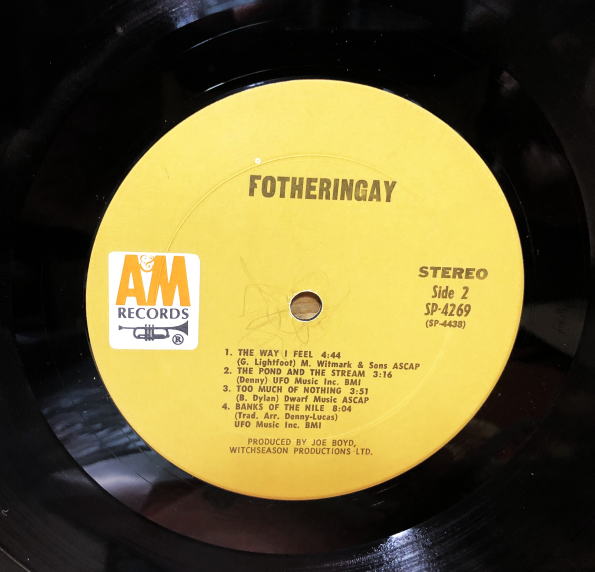 FOTHERINGAY
A&M
RECORDS
®
STEREO
Side 2
SP-4269
(SP-4438)
1. THE WAY I FEEL 4:44
(G. Lightfoot) M. Witmark & Sons ASCAP
2. THE POND AND THE STREAM 3:16
(Denny) UFO Music Inc. BMI
3. TOO MUCH OF NOTHING 3:51
(B. Dylan) Dwarf Music ASCAP
4. BANKS OF THE NILE 8:04
(Trad. Arr. Denny-Lucas)
UFO Music Inc. BMI
PRODUCED BY JOE BOYD,
WITCHSEASON PRODUCTIONS LTD.